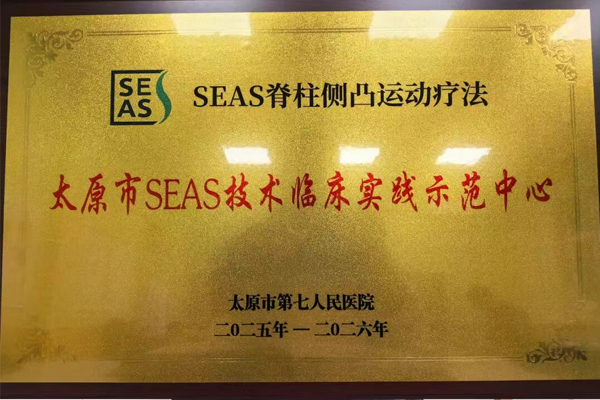 SE
AS
SEAS脊柱侧凸运动疗法
太原市SEAS技术临床实践示范中心
太原市第七人民医院
二〇二五年 — 二〇二六年